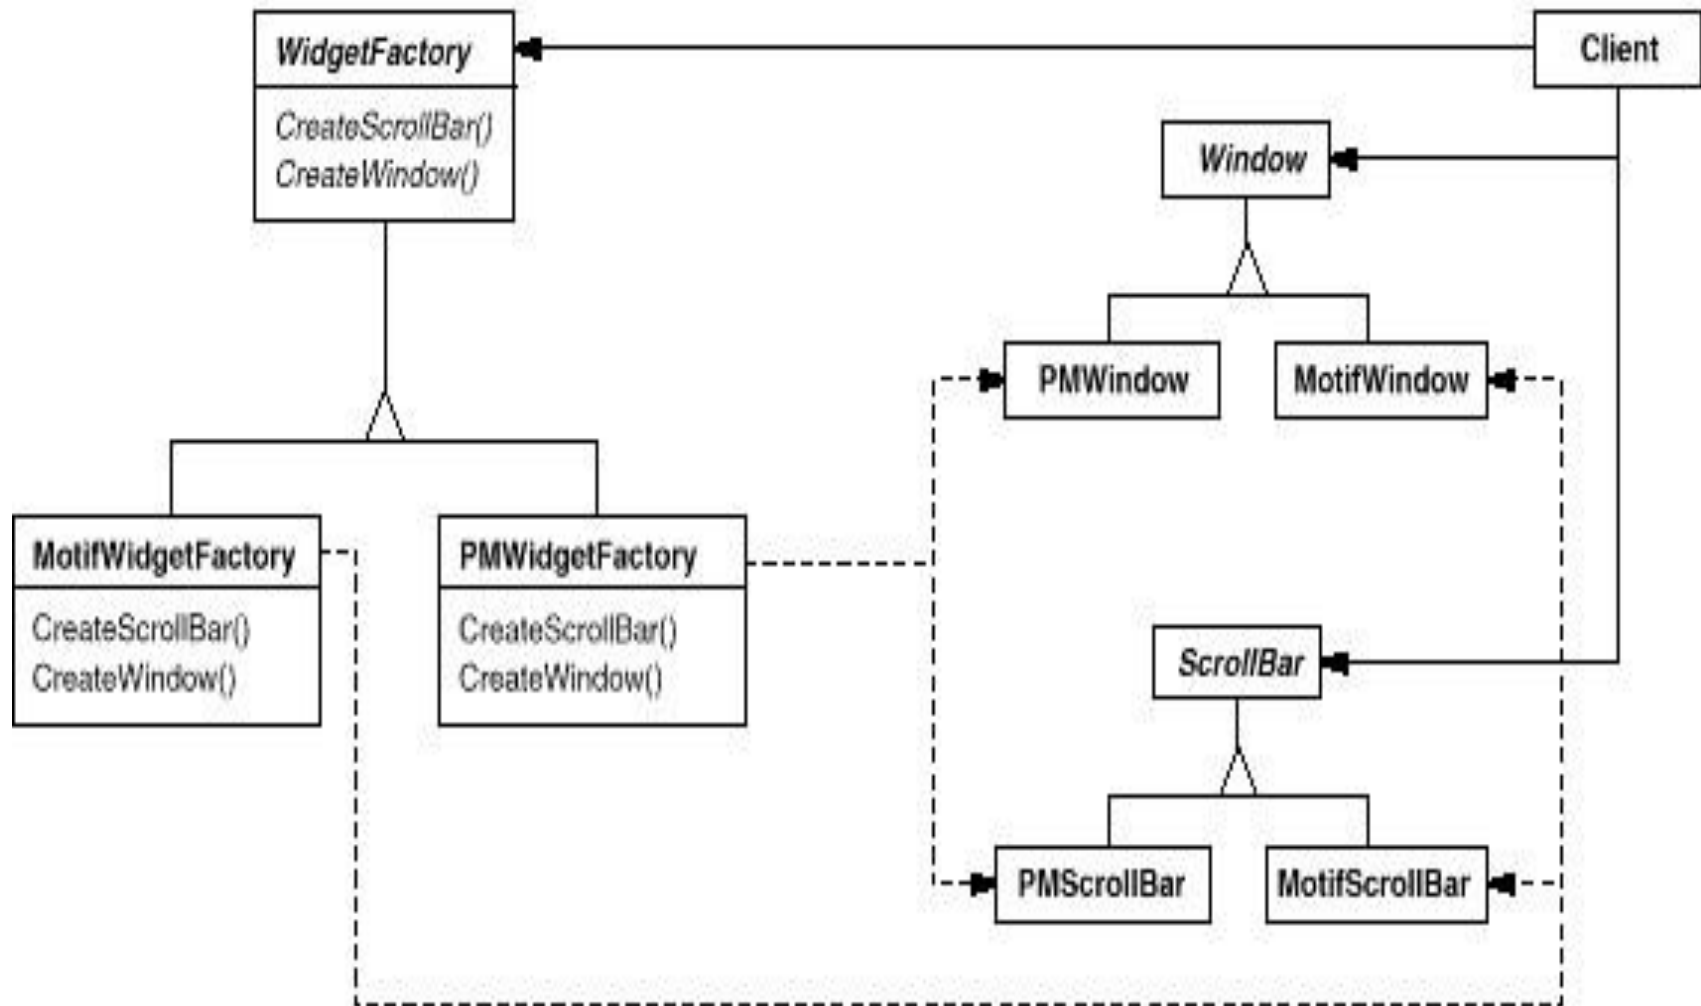 WidgetFactory
CreateScrollBar()
CreateWindow()
Client
Window
PMWindow
MotifWindow
MotifWidgetFactory
CreateScrollBar()
CreateWindow()
PMWidgetFactory
CreateScrollBar()
CreateWindow()
ScrollBar
PMScrollBar
MotifScrollBar